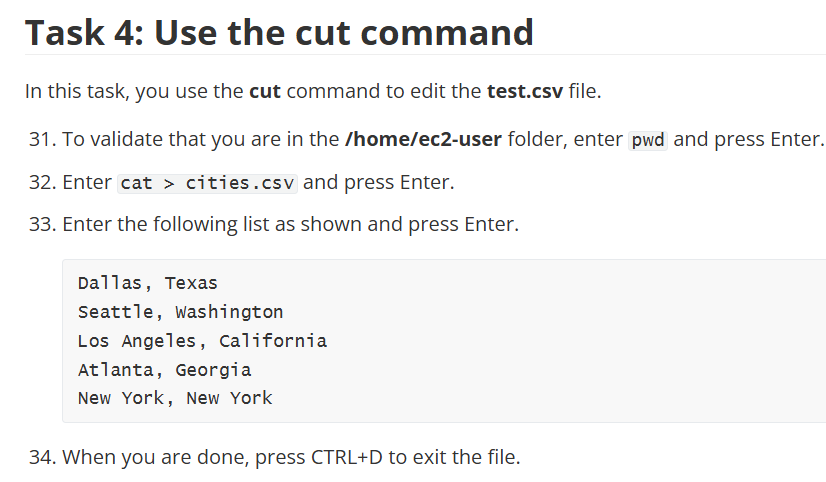 Task 4: Use the cut command
In this task, you use the cut command to edit the test.csv file.
31. To validate that you are in the /home/ec2-user folder, enter pwd and press Enter.
32. Enter cat > cities.csv and press Enter.
33. Enter the following list as shown and press Enter.
Dallas, Texas
Seattle, Washington
Los Angeles, California
Atlanta, Georgia
New York, New York
34. When you are done, press CTRL+D to exit the file.